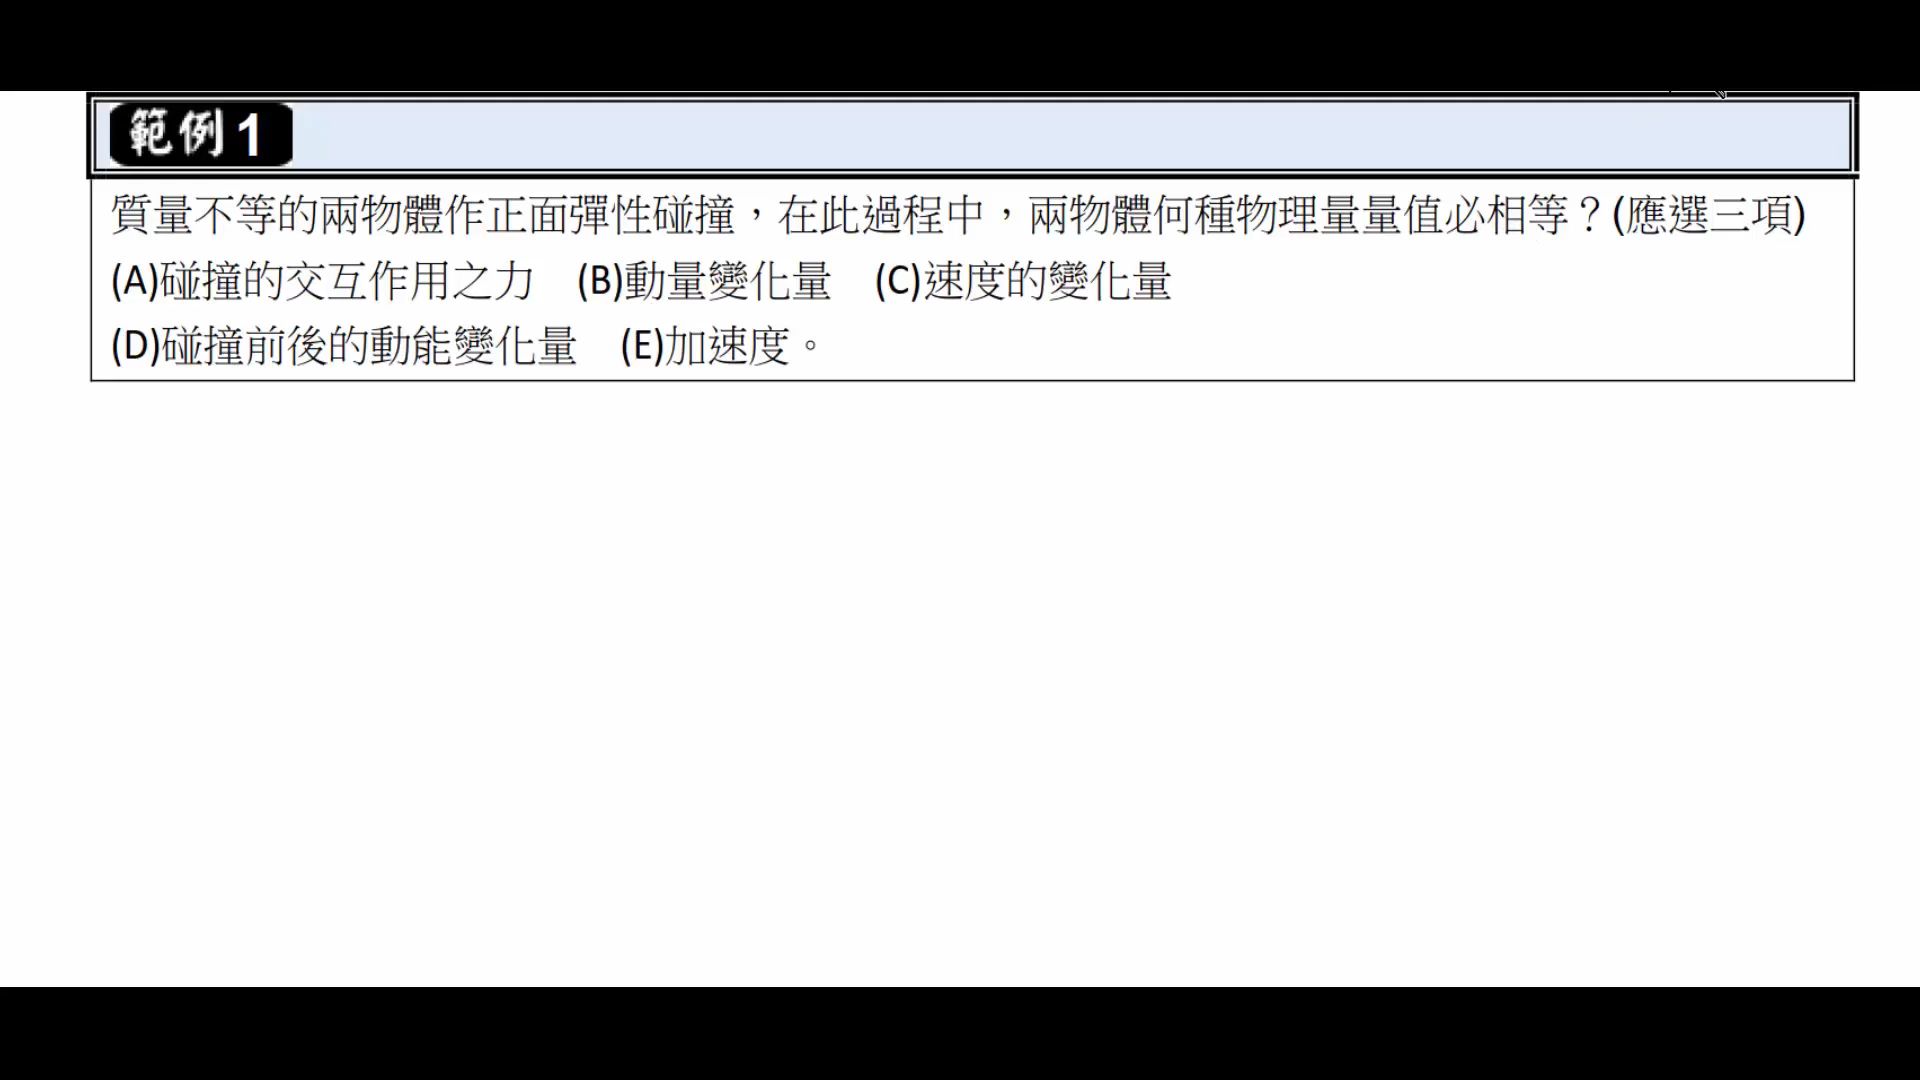 範例1
質量不等的兩物體作正面彈性碰撞，在此過程中，兩物體何種物理量量值必相等？(應選三項)
(A)碰撞的交互作用之力　(B)動量變化量　(C)速度的變化量
(D)碰撞前後的動能變化量　(E)加速度。